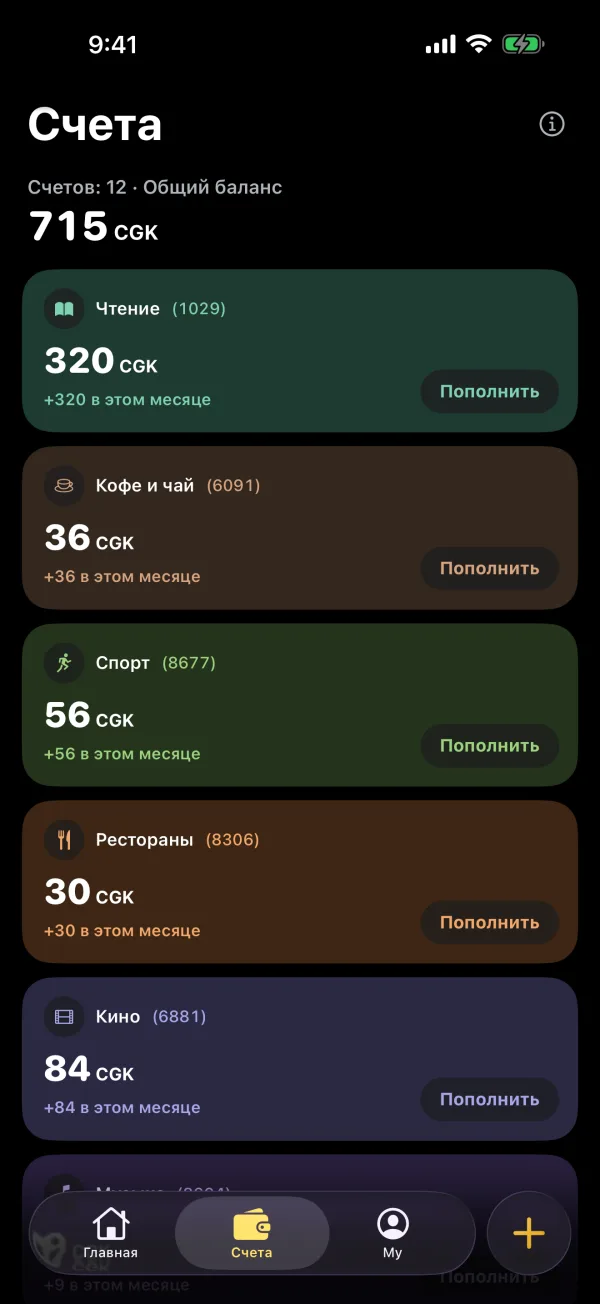 9:41
Счета
Счетов: 12 · Общий баланс
715 CGK
Чтение (1029)
320 CGK
+320 в этом месяце
Пополнить
Кофе и чай (6091)
36 CGK
+36 в этом месяце
Пополнить
Спорт (8677)
56 CGK
+56 в этом месяце
Пополнить
Рестораны (8306)
30 CGK
+30 в этом месяце
Пополнить
Кино (6881)
84 CGK
+84 в этом месяце
Пополнить
Главная
Счета
My
+9 в этом месяце
Пополнить